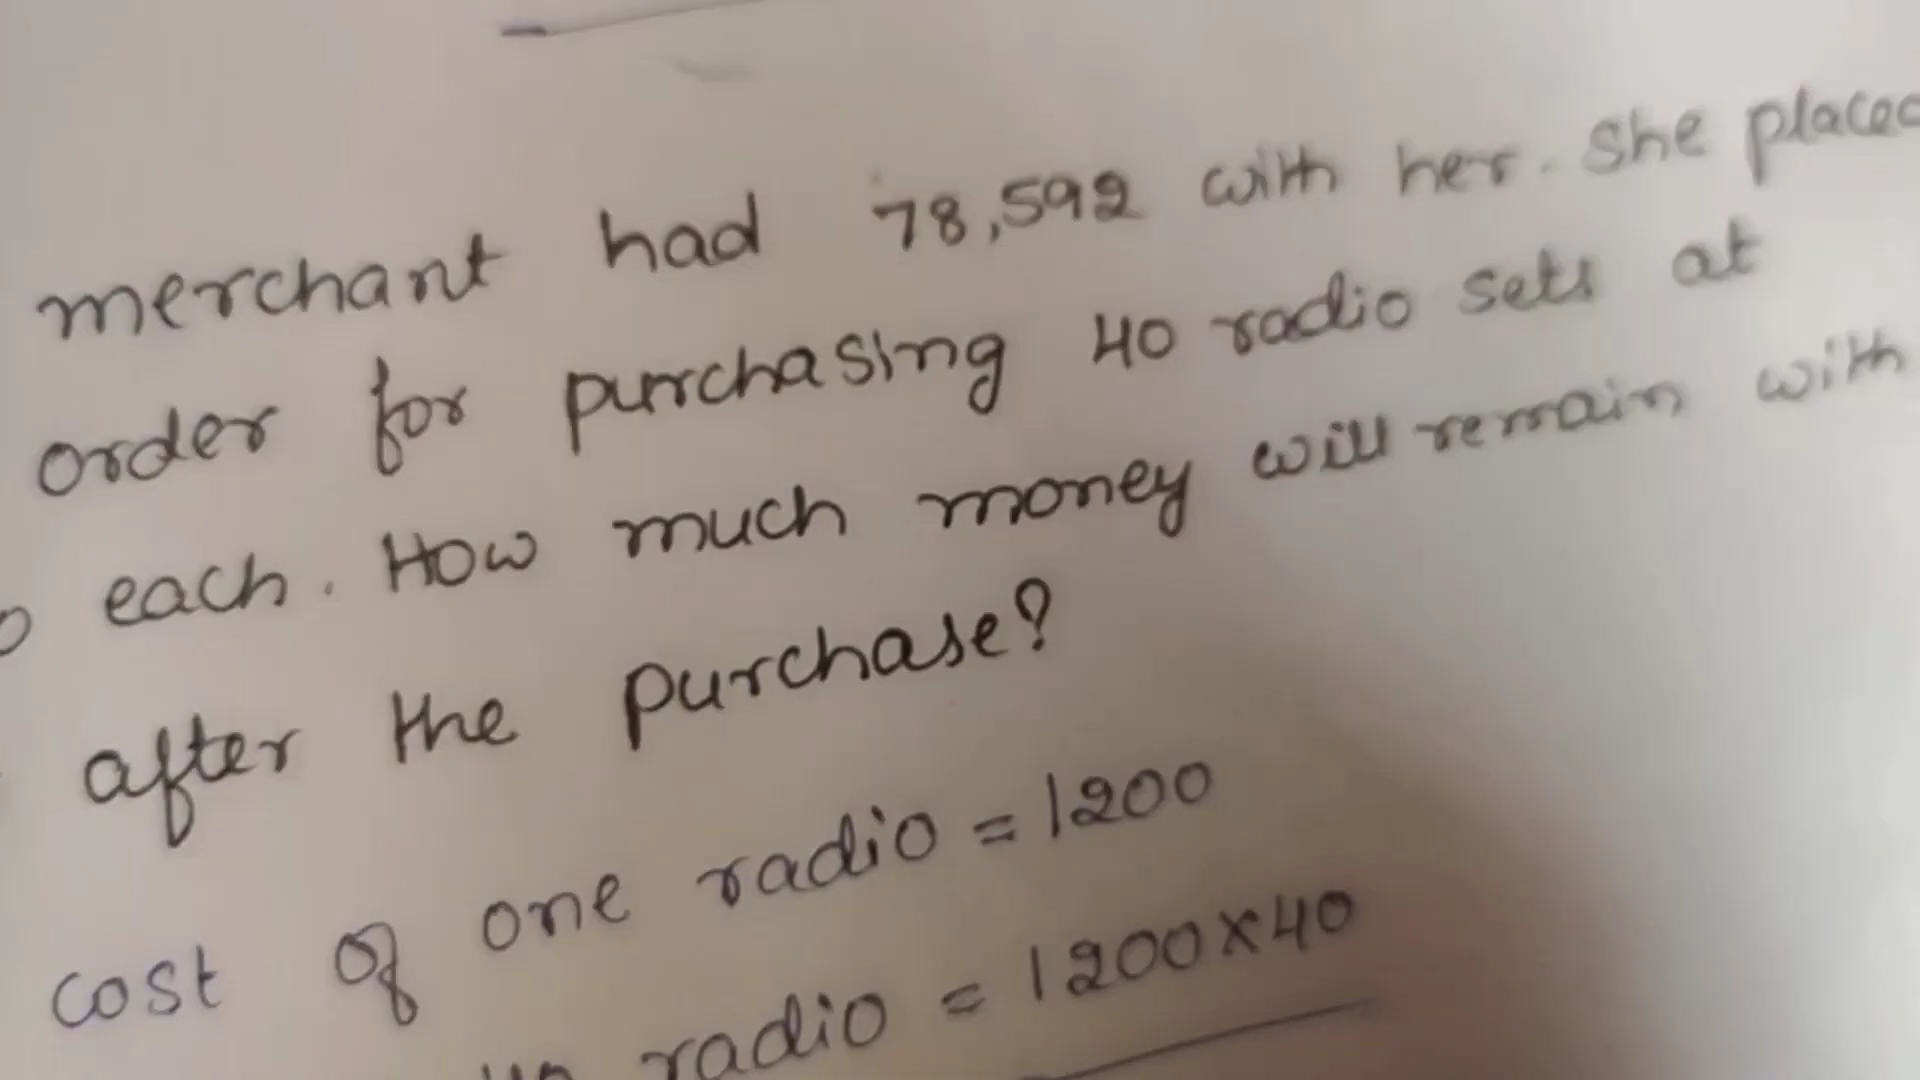 merchant had 78,592 with her. She placed
order for purchasing 40 radio sets at
each. How much money will remain with
after the purchase?
cost of one radio = 1200
40 radio = 1200×40